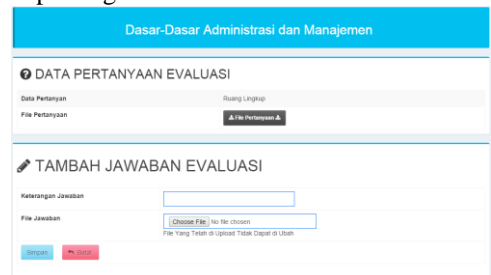 Dasar-Dasar Administrasi dan Manajemen
DATA PERTANYAAN EVALUASI
Data Pertanyan Ruang Lingkup
File Pertanyaan File Pertanyaan
TAMBAH JAWABAN EVALUASI
Keterangan Jawaban
File Jawaban Choose File No file chosen
File Yang Telah di Upload Tidak Dapat di Ubah
Simpan Batal